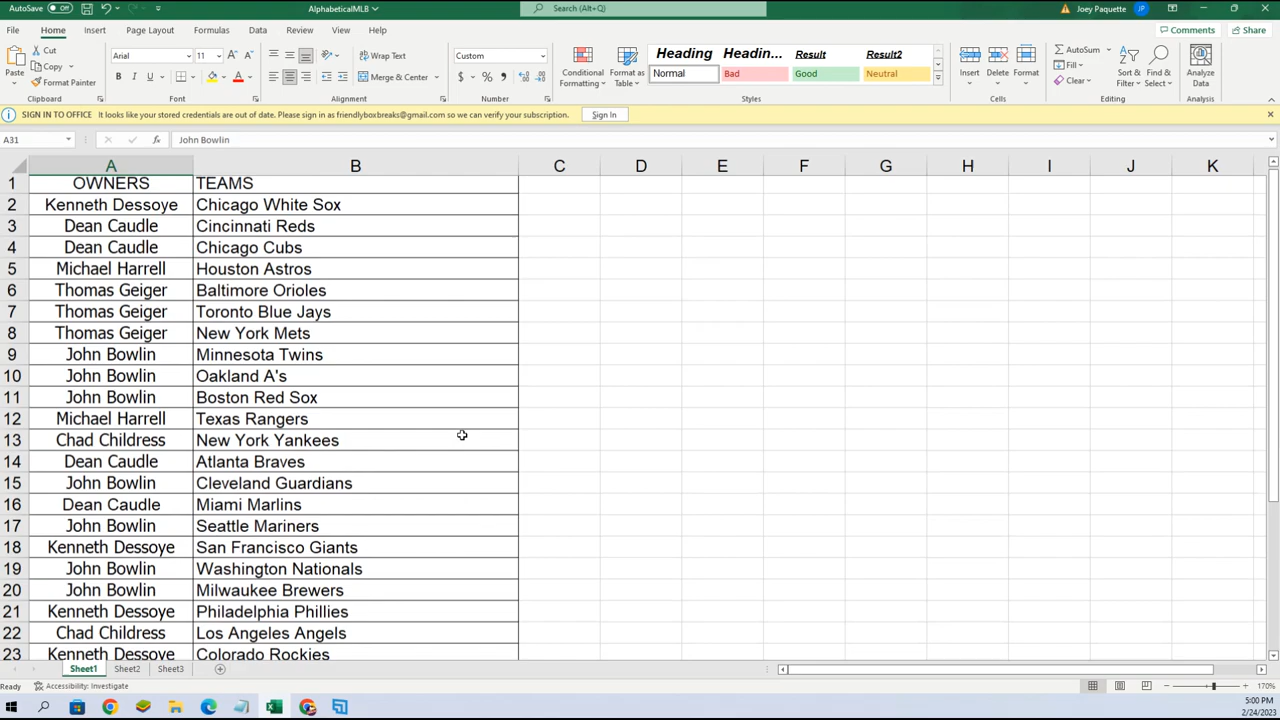 AutoSave Off AlphabeticalMLB Search (Alt+Q) Joey Paquette JP
File Home Insert Page Layout Formulas Data Review View Help Comments Share
Paste Cut Copy Format Painter Clipboard
Arial 11 B I U A Font
Wrap Text Merge & Center Alignment
Custom $ % Number
Conditional Formatting Format as Table
Heading Headin... Result Result2
Normal Bad Good Neutral
Styles
Insert Delete Format Cells
AutoSum Fill Clear Sort & Filter Find & Select Editing
Analyze Data Analysis
SIGN IN TO OFFICE It looks like your stored credentials are out of date. Please sign in as friendlyboxbreaks@gmail.com so we can verify your subscription. Sign In
A31 fx John Bowlin
A B C D E F G H I J K
1 OWNERS TEAMS
2 Kenneth Dessoye Chicago White Sox
3 Dean Caudle Cincinnati Reds
4 Dean Caudle Chicago Cubs
5 Michael Harrell Houston Astros
6 Thomas Geiger Baltimore Orioles
7 Thomas Geiger Toronto Blue Jays
8 Thomas Geiger New York Mets
9 John Bowlin Minnesota Twins
10 John Bowlin Oakland A's
11 John Bowlin Boston Red Sox
12 Michael Harrell Texas Rangers
13 Chad Childress New York Yankees
14 Dean Caudle Atlanta Braves
15 John Bowlin Cleveland Guardians
16 Dean Caudle Miami Marlins
17 John Bowlin Seattle Mariners
18 Kenneth Dessoye San Francisco Giants
19 John Bowlin Washington Nationals
20 John Bowlin Milwaukee Brewers
21 Kenneth Dessoye Philadelphia Phillies
22 Chad Childress Los Angeles Angels
23 Kenneth Dessoye Colorado Rockies
Sheet1 Sheet2 Sheet3
Ready Accessibility: Investigate 170%
5:00 PM
2/24/2023